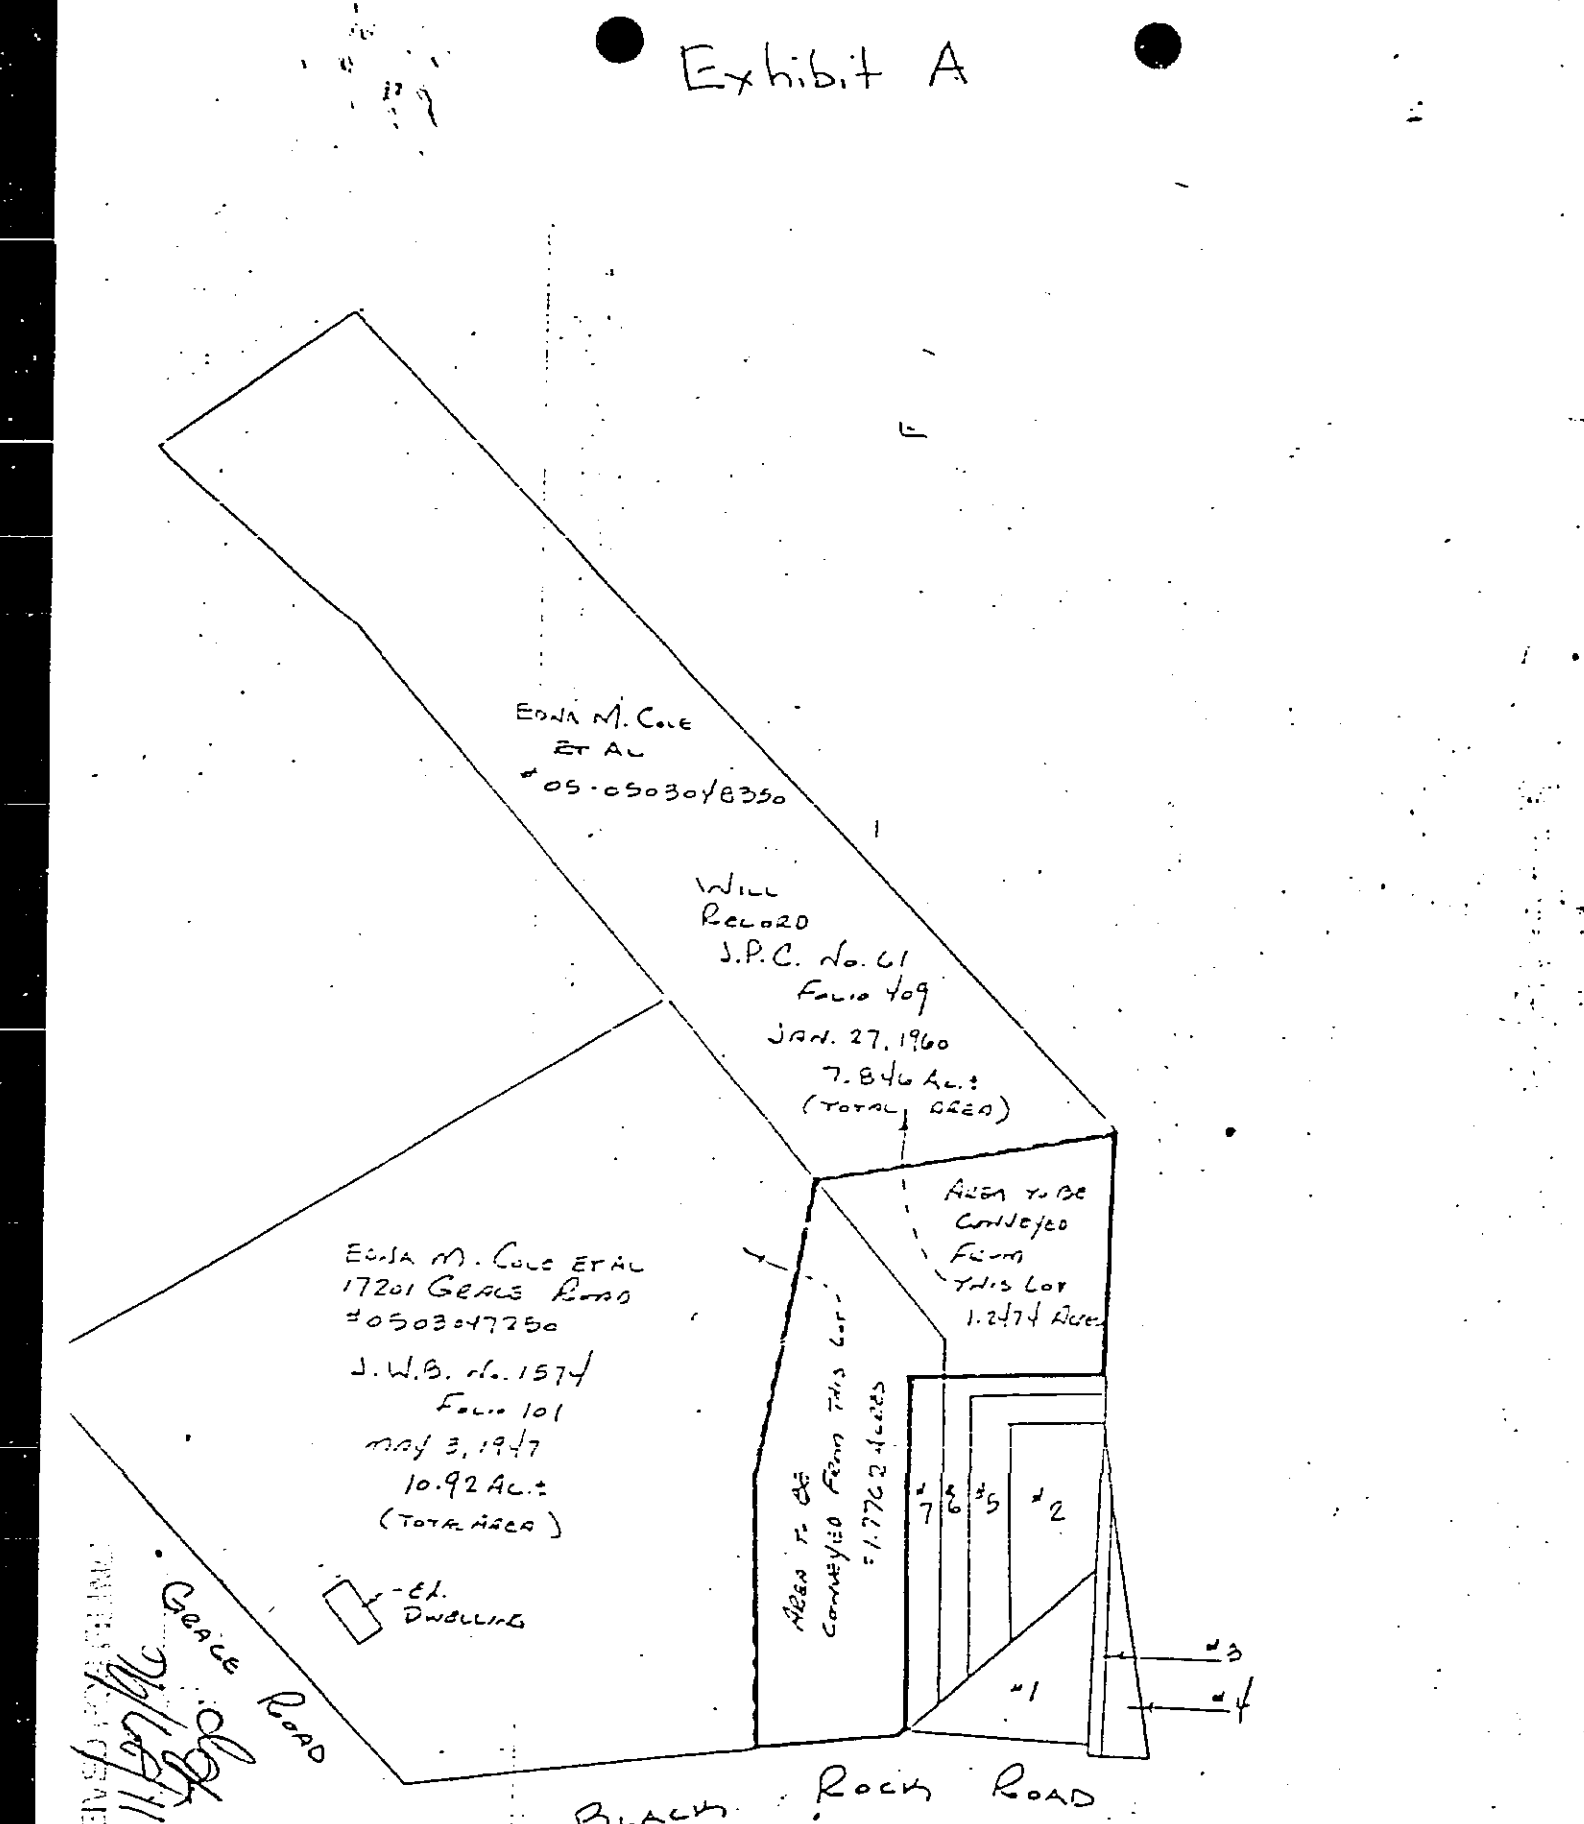 Exhibit A
EDNA M. COLE
ET AL
#05-0503048350
WILL
RECORD
J.P.C. No. 61
FOLIO 409
JAN. 27, 1960
7.846 AC.±
(TOTAL AREA)
AREA TO BE
CONVEYED
FROM
THIS LOT
1.2474 ACRES
EDNA M. COLE ET AL
17201 GRACE ROAD
#0503047250
J.W.B. No. 1574
FOLIO 101
MAY 3, 1947
10.92 AC.±
(TOTAL AREA)
EX.
DWELLING
AREA TO BE
CONVEYED FROM THIS LOT
=1.7762 ACRES
#7
#6
#5
#2
#1
#3
#4
GRACE ROAD
BLACK ROCK ROAD